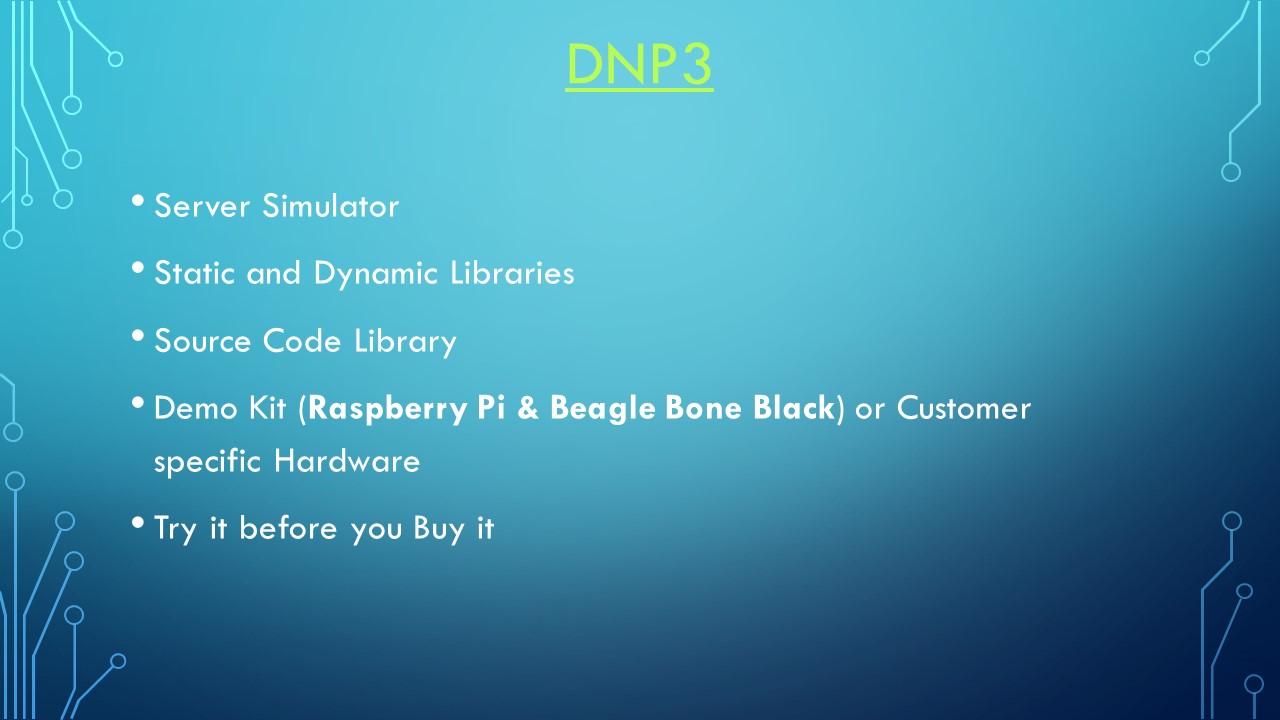 DNP3
• Server Simulator
• Static and Dynamic Libraries
• Source Code Library
• Demo Kit (Raspberry Pi & Beagle Bone Black) or Customer
specific Hardware
• Try it before you Buy it